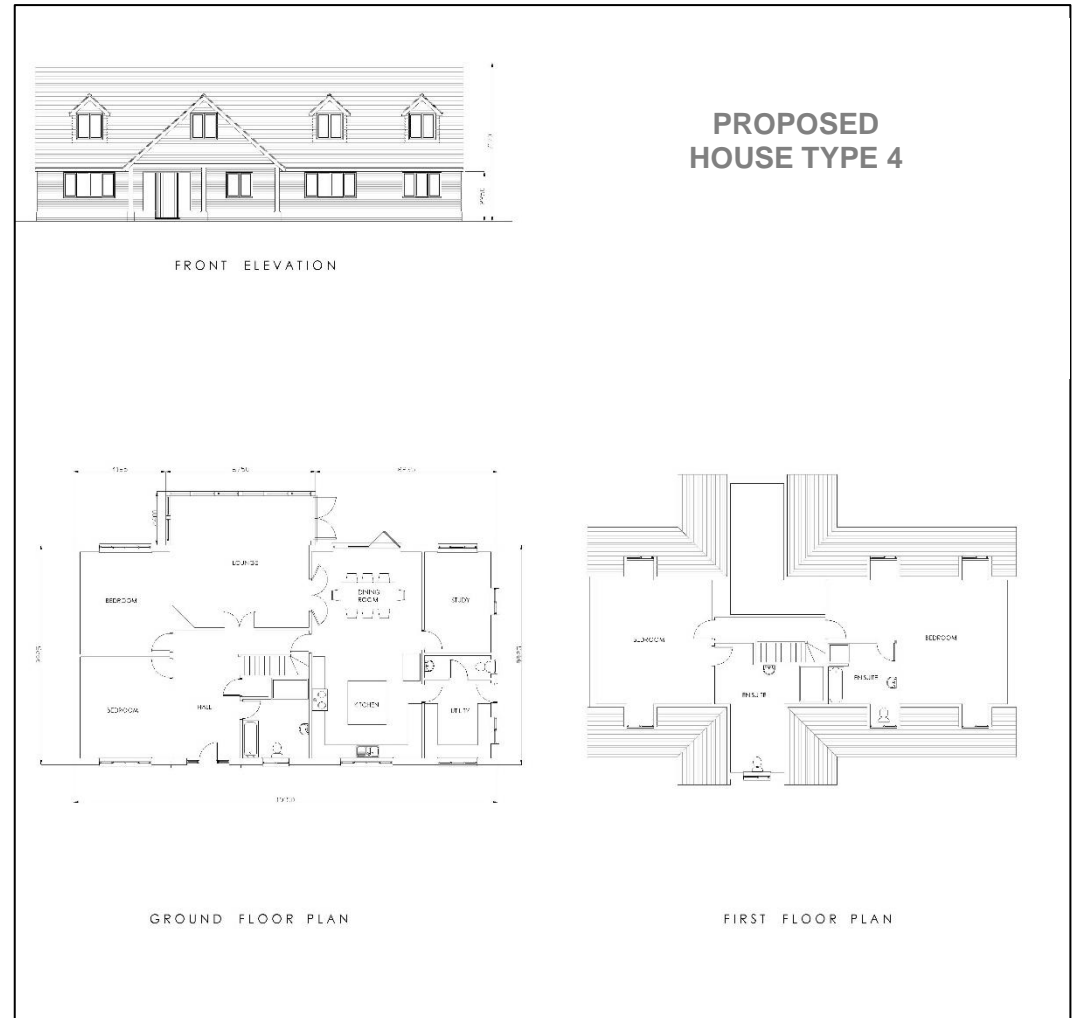 PROPOSED
HOUSE TYPE 4
FRONT ELEVATION
LOUNGE
BEDROOM
DINING
ROOM
STUDY
BEDROOM
HALL
KITCHEN
UTILITY
GROUND FLOOR PLAN
BEDROOM
BEDROOM
ENSUITE
ENSUITE
FIRST FLOOR PLAN